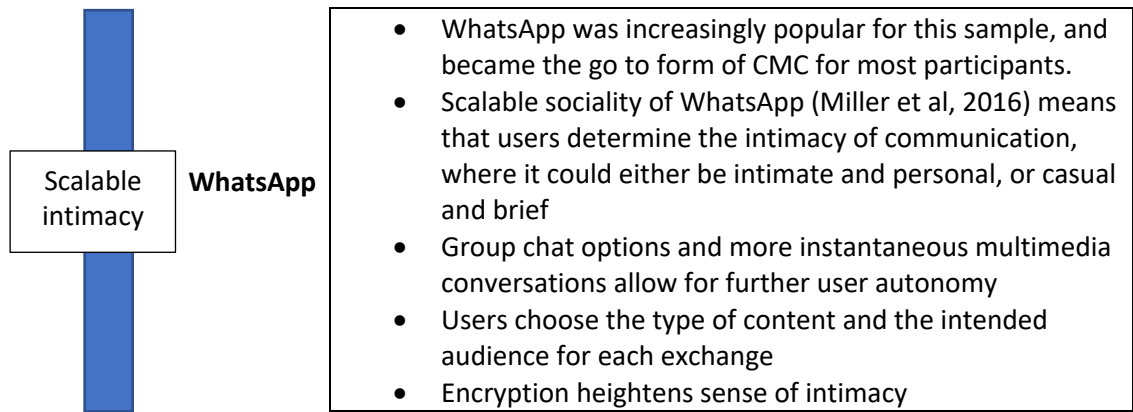 Scalable
intimacy
WhatsApp
• WhatsApp was increasingly popular for this sample, and
became the go to form of CMC for most participants.
• Scalable sociality of WhatsApp (Miller et al, 2016) means
that users determine the intimacy of communication,
where it could either be intimate and personal, or casual
and brief
• Group chat options and more instantaneous multimedia
conversations allow for further user autonomy
• Users choose the type of content and the intended
audience for each exchange
• Encryption heightens sense of intimacy